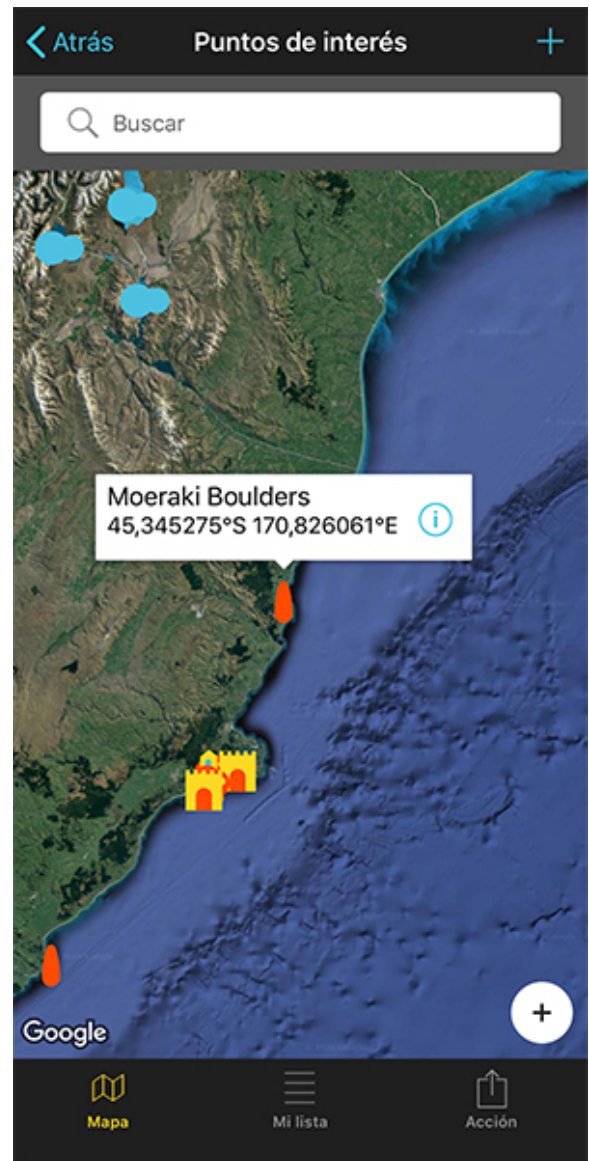 Atrás
Puntos de interés
Buscar
Moeraki Boulders
45,345275°S 170,826061°E
Google
Mapa
Mi lista
Acción